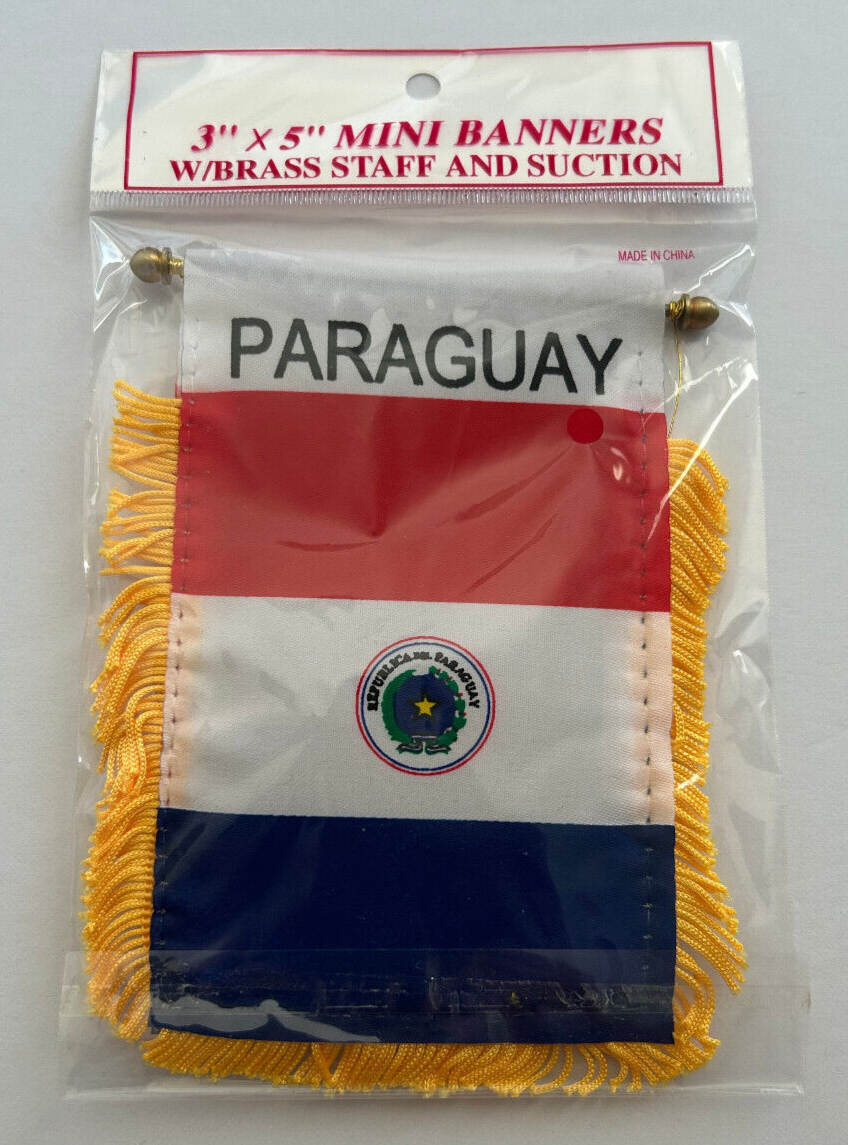 3" X 5" MINI BANNERS
W/BRASS STAFF AND SUCTION
MADE IN CHINA
PARAGUAY
REPUBLICA DEL PARAGUAY